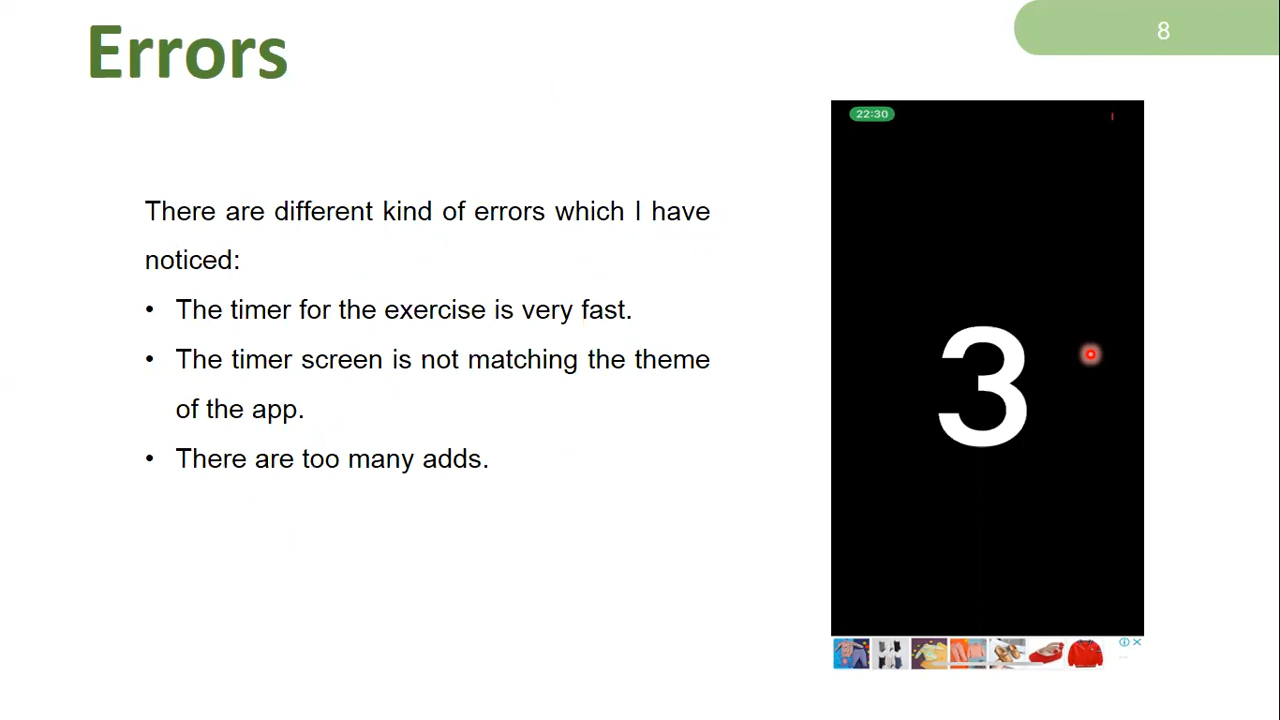 Errors
8
There are different kind of errors which I have
noticed:
• The timer for the exercise is very fast.
• The timer screen is not matching the theme
of the app.
• There are too many adds.
22:30
3